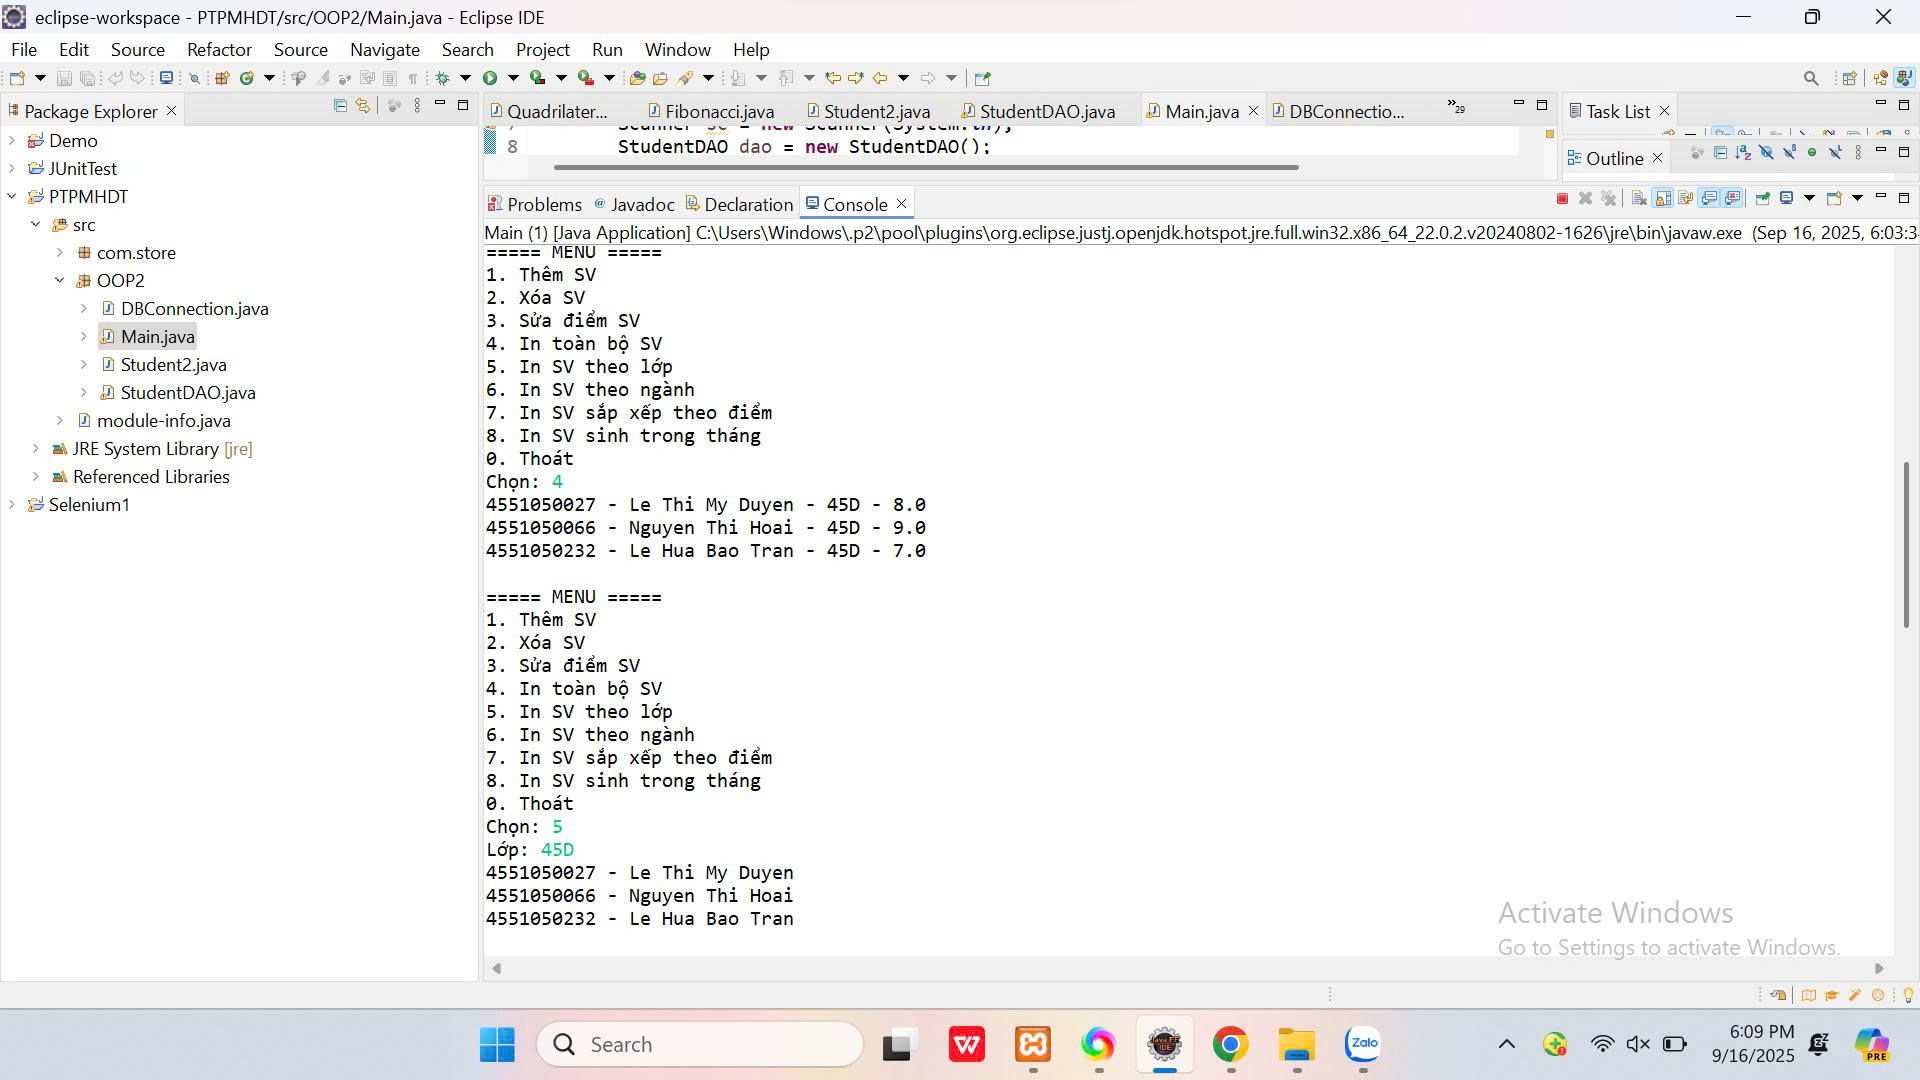 eclipse-workspace - PTPMHDT/src/OOP2/Main.java - Eclipse IDE
File Edit Source Refactor Source Navigate Search Project Run Window Help
Package Explorer
Demo
JUnitTest
PTPMHDT
src
com.store
OOP2
DBConnection.java
Main.java
Student2.java
StudentDAO.java
module-info.java
JRE System Library [jre]
Referenced Libraries
Selenium1
Quadrilater... Fibonacci.java Student2.java StudentDAO.java Main.java DBConnectio... »29
Scanner sc = new Scanner(System.in);
8 StudentDAO dao = new StudentDAO();
Task List
Outline
Problems Javadoc Declaration Console
Main (1) [Java Application] C:\Users\Windows\.p2\pool\plugins\org.eclipse.justj.openjdk.hotspot.jre.full.win32.x86_64_22.0.2.v20240802-1626\jre\bin\javaw.exe (Sep 16, 2025, 6:03:3
===== MENU =====
1. Thêm SV
2. Xóa SV
3. Sửa điểm SV
4. In toàn bộ SV
5. In SV theo lớp
6. In SV theo ngành
7. In SV sắp xếp theo điểm
8. In SV sinh trong tháng
0. Thoát
Chọn: 4
4551050027 - Le Thi My Duyen - 45D - 8.0
4551050066 - Nguyen Thi Hoai - 45D - 9.0
4551050232 - Le Hua Bao Tran - 45D - 7.0
===== MENU =====
1. Thêm SV
2. Xóa SV
3. Sửa điểm SV
4. In toàn bộ SV
5. In SV theo lớp
6. In SV theo ngành
7. In SV sắp xếp theo điểm
8. In SV sinh trong tháng
0. Thoát
Chọn: 5
Lớp: 45D
4551050027 - Le Thi My Duyen
4551050066 - Nguyen Thi Hoai
4551050232 - Le Hua Bao Tran
Activate Windows
Go to Settings to activate Windows.
Search
Zalo
6:09 PM
9/16/2025
PRE